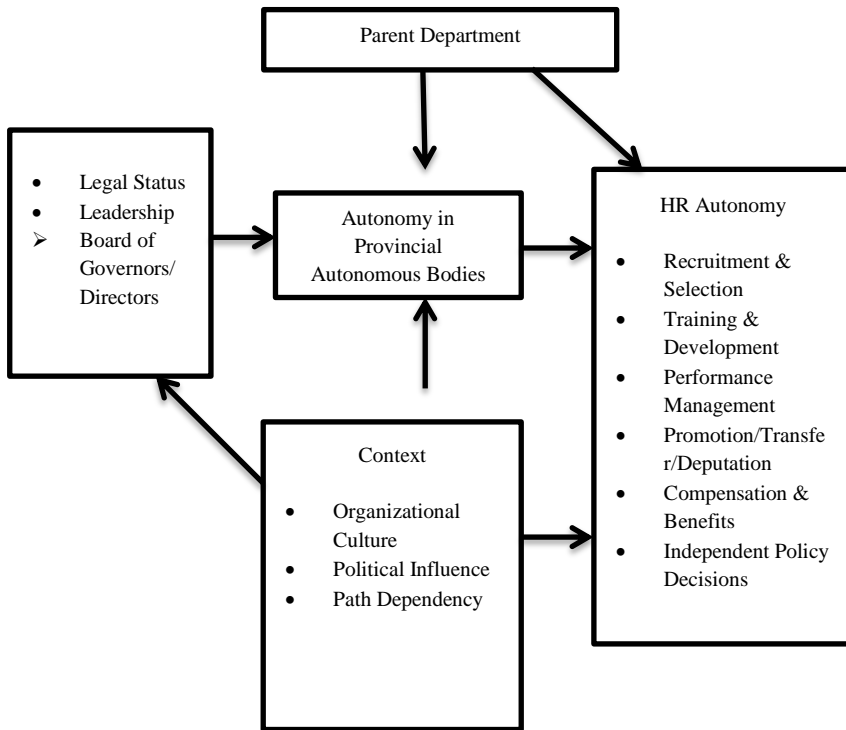 Parent Department
• Legal Status
• Leadership
➢ Board of
Governors/
Directors
Autonomy in
Provincial
Autonomous Bodies
HR Autonomy
• Recruitment &
Selection
• Training &
Development
• Performance
Management
• Promotion/Transfe
r/Deputation
• Compensation &
Benefits
• Independent Policy
Decisions
Context
• Organizational
Culture
• Political Influence
• Path Dependency